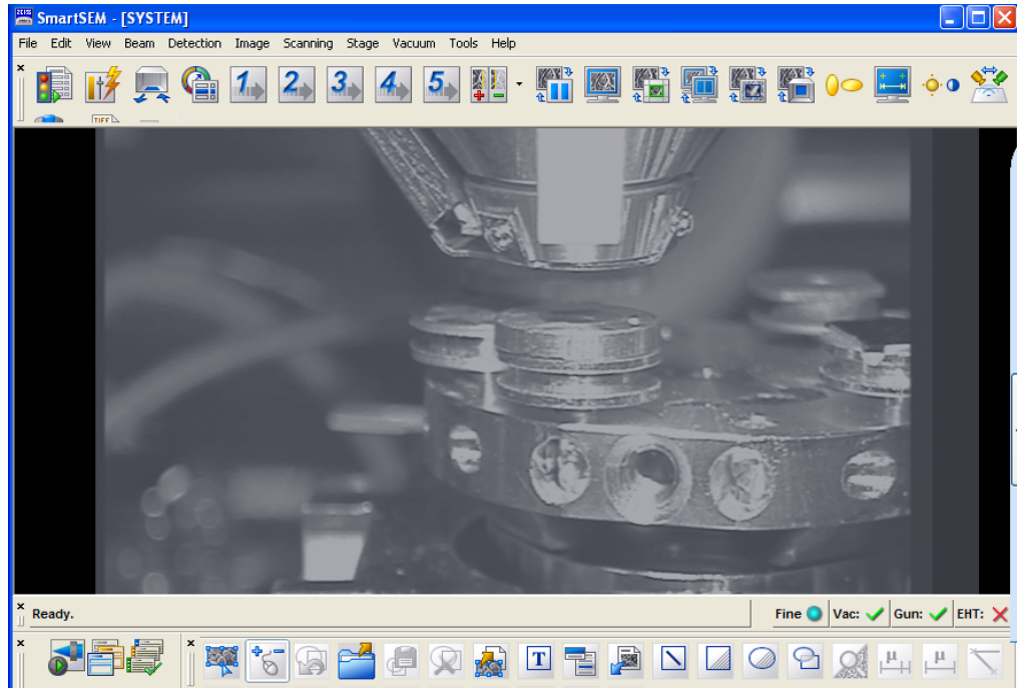 ZEISS SmartSEM - [SYSTEM]
File Edit View Beam Detection Image Scanning Stage Vacuum Tools Help
1 2 3 4 5
TIFF
Ready. Fine Vac: Gun: EHT:
T µ µ